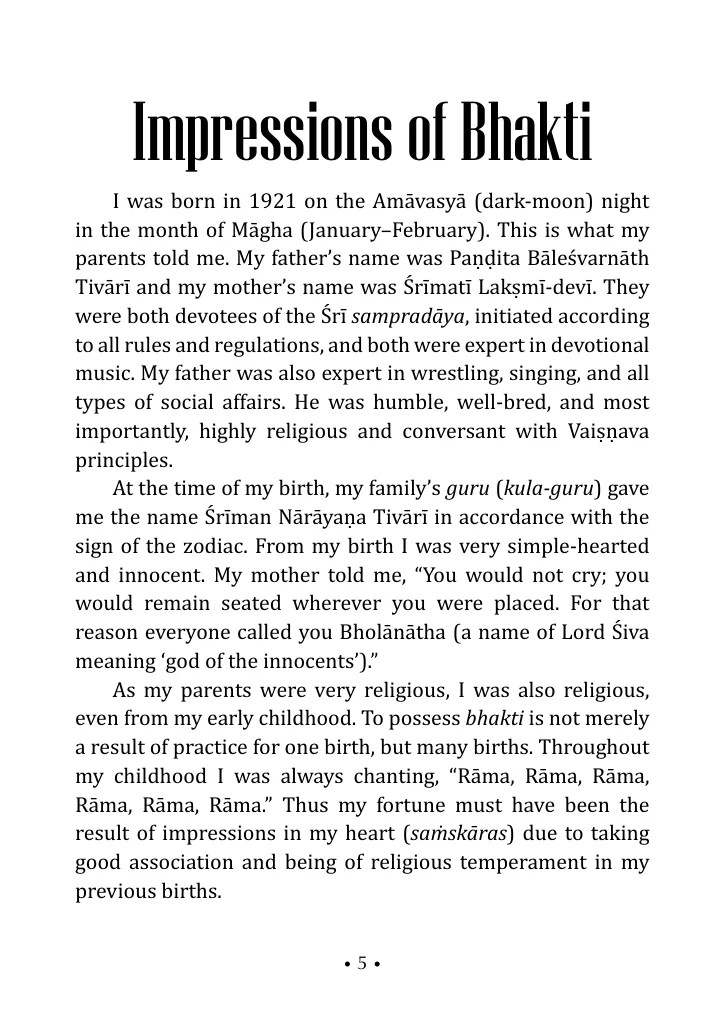 Impressions of Bhakti
I was born in 1921 on the Amāvasyā (dark-moon) night
in the month of Māgha (January–February). This is what my
parents told me. My father’s name was Paṇḍita Bāleśvarnāth
Tivārī and my mother’s name was Śrīmatī Lakṣmī-devī. They
were both devotees of the Śrī sampradāya, initiated according
to all rules and regulations, and both were expert in devotional
music. My father was also expert in wrestling, singing, and all
types of social affairs. He was humble, well-bred, and most
importantly, highly religious and conversant with Vaiṣṇava
principles.
At the time of my birth, my family’s guru (kula-guru) gave
me the name Śrīman Nārāyaṇa Tivārī in accordance with the
sign of the zodiac. From my birth I was very simple-hearted
and innocent. My mother told me, “You would not cry; you
would remain seated wherever you were placed. For that
reason everyone called you Bholānātha (a name of Lord Śiva
meaning ‘god of the innocents’).”
As my parents were very religious, I was also religious,
even from my early childhood. To possess bhakti is not merely
a result of practice for one birth, but many births. Throughout
my childhood I was always chanting, “Rāma, Rāma, Rāma,
Rāma, Rāma, Rāma.” Thus my fortune must have been the
result of impressions in my heart (saṁskāras) due to taking
good association and being of religious temperament in my
previous births.
• 5 •